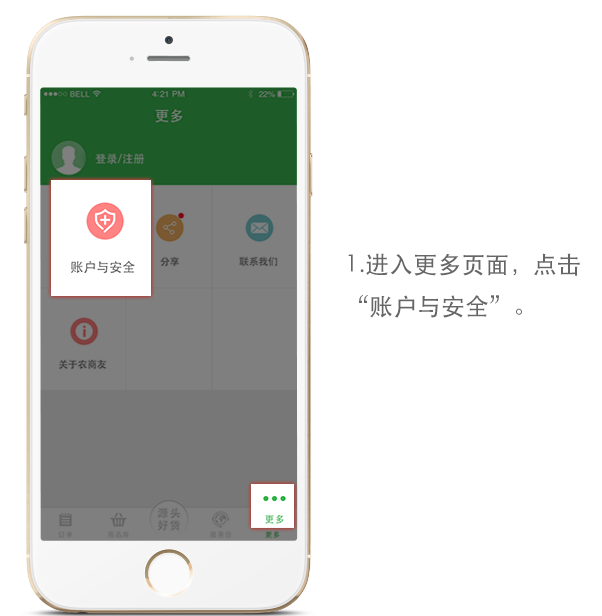 BELL 4:21 PM 22%
更多
登录/注册
账户与安全
分享
联系我们
关于农商友
源头
好货
更多
更多
1.进入更多页面，点击
“账户与安全”。